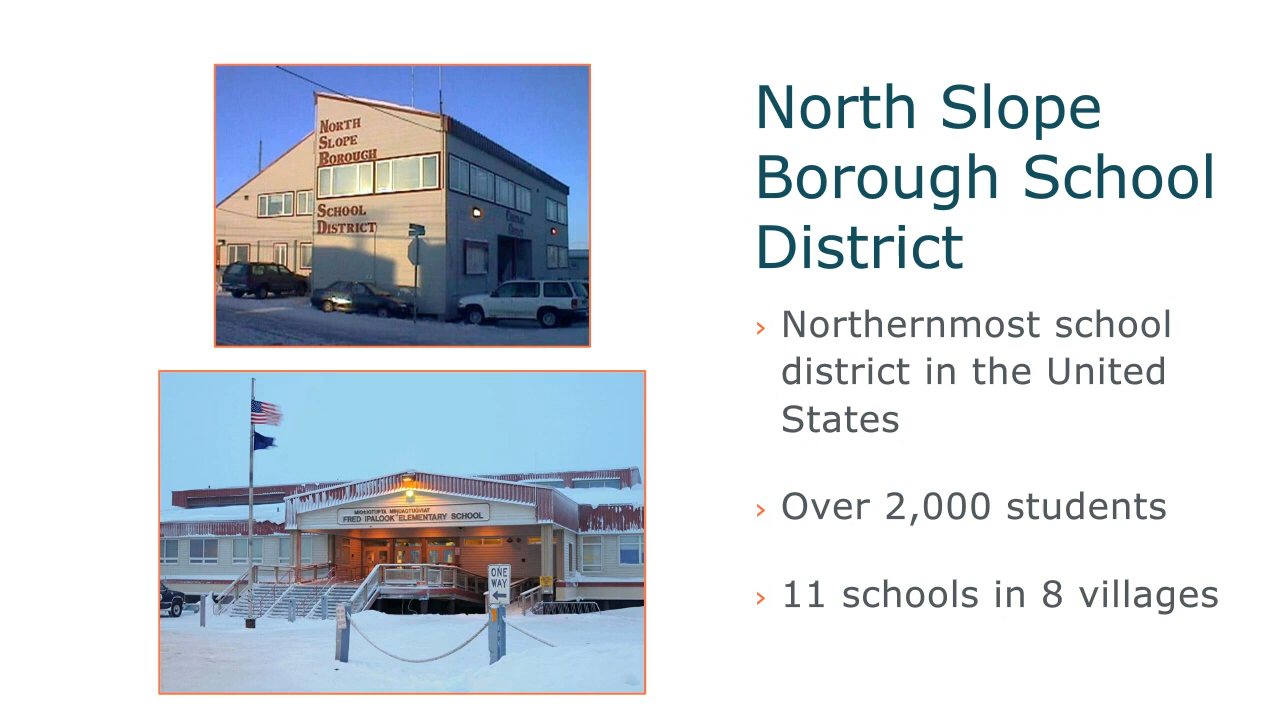 North Slope
Borough School
District
› Northernmost school
district in the United
States
› Over 2,000 students
› 11 schools in 8 villages
NORTH
SLOPE
BOROUGH
SCHOOL
DISTRICT
FRED IPALOOK ELEMENTARY SCHOOL
ONE
WAY